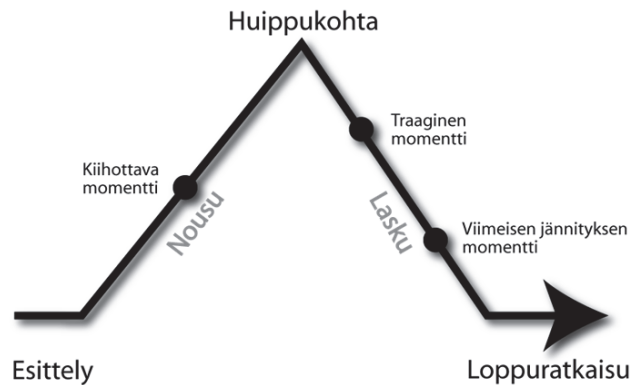 Huippukohta
Traaginen
momentti
Kiihottava
momentti
Nousu
Lasku
Viimeisen jännityksen
momentti
Esittely
Loppuratkaisu